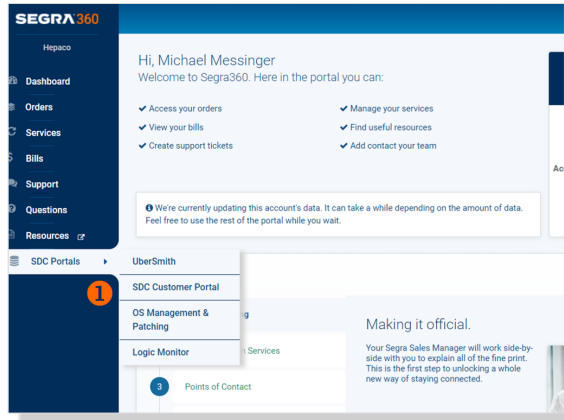 SEGRA 360
Hepaco
Dashboard
Orders
Services
Bills
Support
Questions
Resources
SDC Portals
1
Hi, Michael Messinger
Welcome to Segra360. Here in the portal you can:
Access your orders
View your bills
Create support tickets
Manage your services
Find useful resources
Add contact your team
Ac
We're currently updating this account's data. It can take a while depending on the amount of data.
Feel free to use the rest of the portal while you wait.
UberSmith
SDC Customer Portal
OS Management &
Patching
Logic Monitor
g
Services
3
Points of Contact
Making it official.
Your Segra Sales Manager will work side-by-
side with you to explain all of the fine print.
This is the first step to unlocking a whole
new way of staying connected.